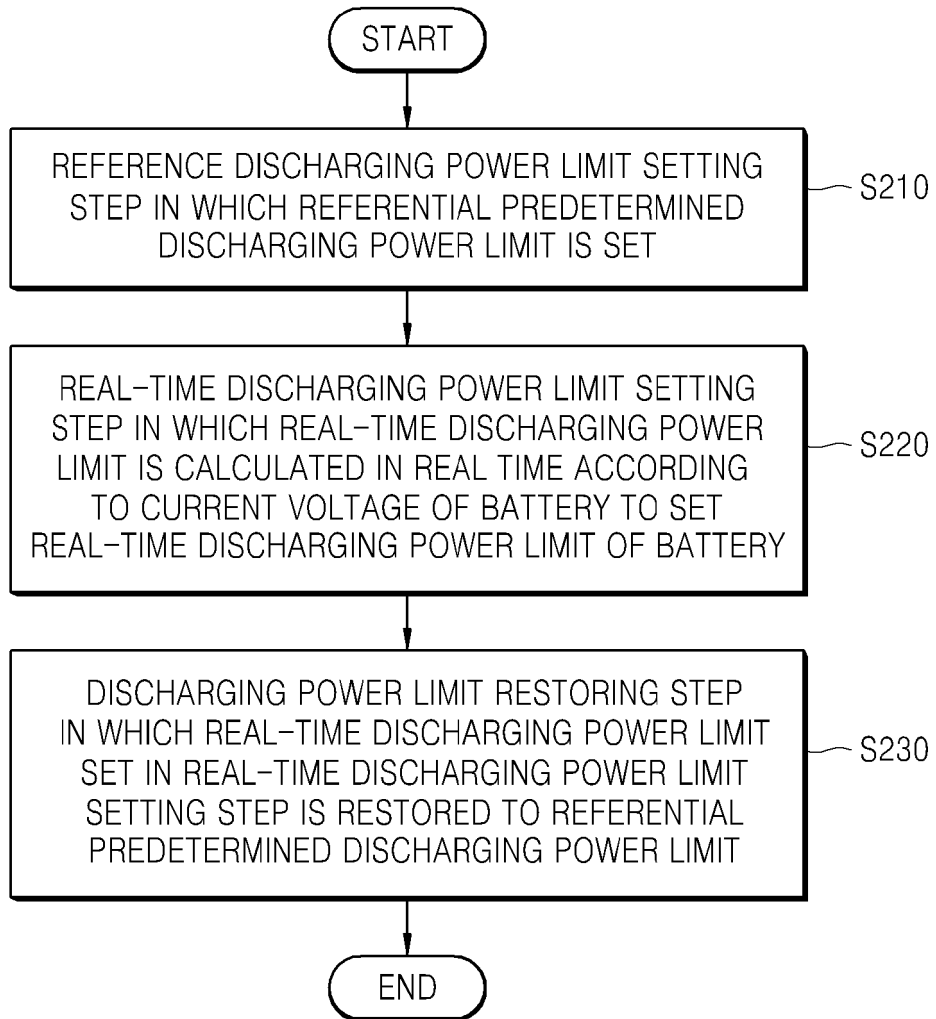 START
REFERENCE DISCHARGING POWER LIMIT SETTING
STEP IN WHICH REFERENTIAL PREDETERMINED
DISCHARGING POWER LIMIT IS SET
S210
REAL-TIME DISCHARGING POWER LIMIT SETTING
STEP IN WHICH REAL-TIME DISCHARGING POWER
LIMIT IS CALCULATED IN REAL TIME ACCORDING
TO CURRENT VOLTAGE OF BATTERY TO SET
REAL-TIME DISCHARGING POWER LIMIT OF BATTERY
S220
DISCHARGING POWER LIMIT RESTORING STEP
IN WHICH REAL-TIME DISCHARGING POWER LIMIT
SET IN REAL-TIME DISCHARGING POWER LIMIT
SETTING STEP IS RESTORED TO REFERENTIAL
PREDETERMINED DISCHARGING POWER LIMIT
S230
END